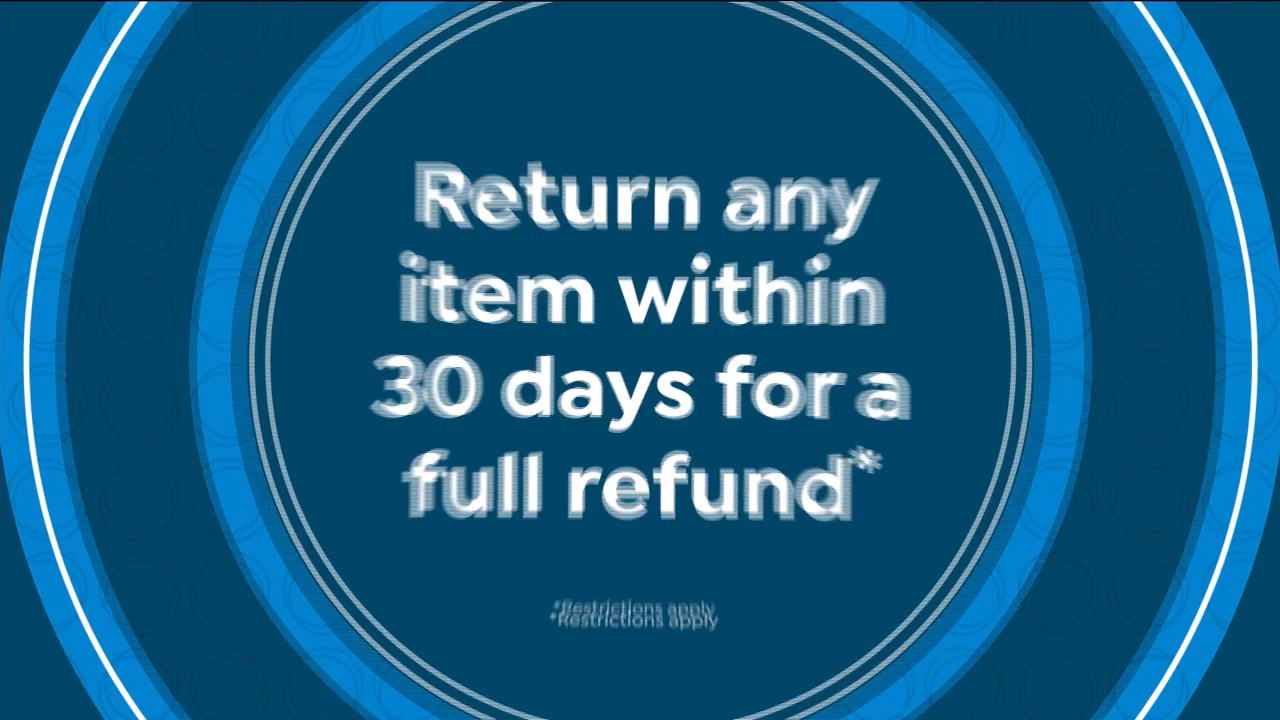 Return any
item within
30 days for a
full refund*
*Restrictions apply